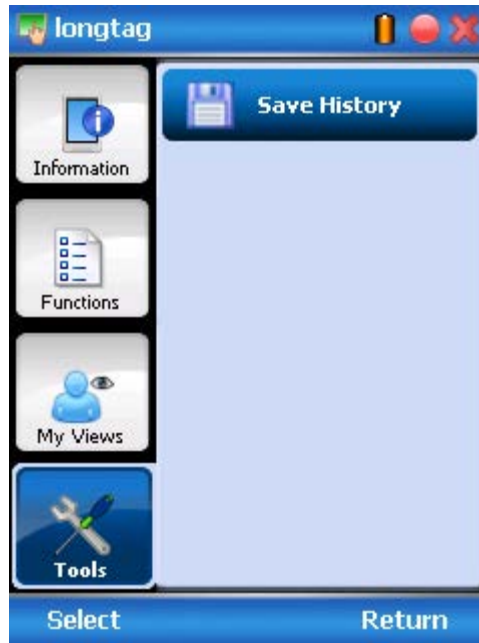 longtag
Save History
Information
Functions
My Views
Tools
Select
Return